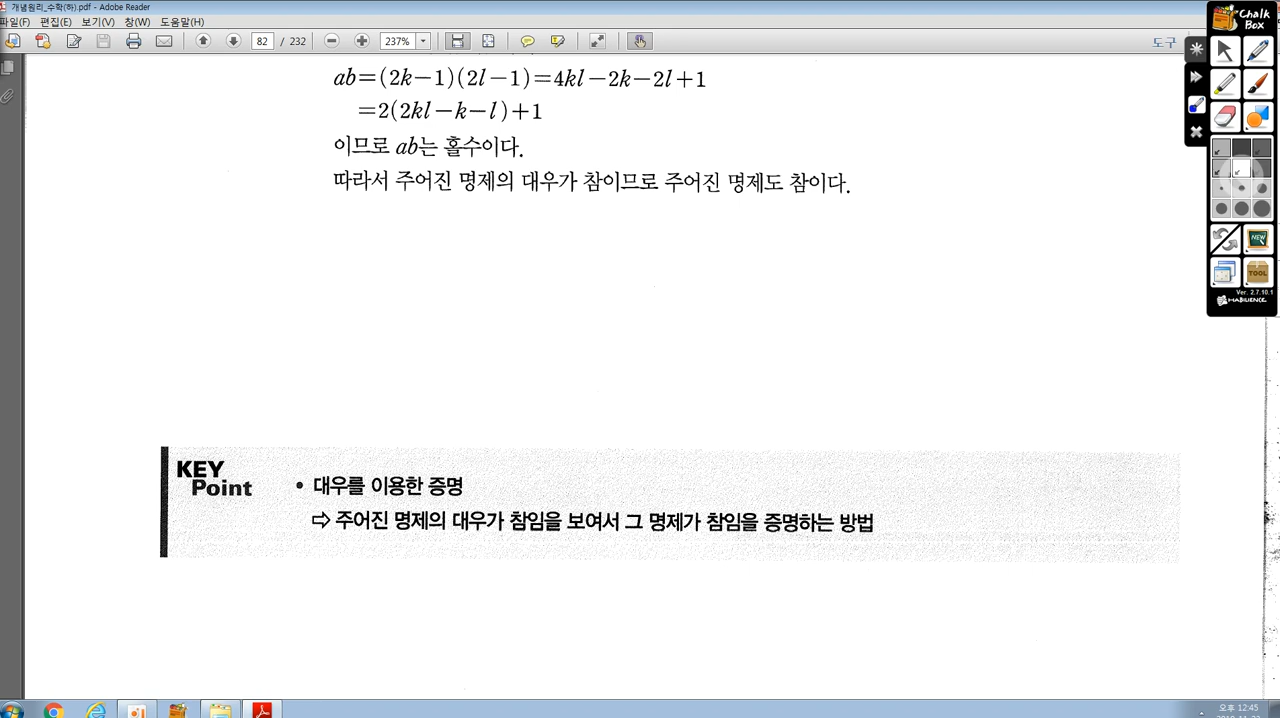 개념원리_수학(하).pdf - Adobe Reader
파일(F) 편집(E) 보기(V) 창(W) 도움말(H)
82 / 232 237% 도구
Chalk Box
ab=(2k-1)(2l-1)=4kl-2k-2l+1
=2(2kl-k-l)+1
이므로 ab는 홀수이다.
따라서 주어진 명제의 대우가 참이므로 주어진 명제도 참이다.
NEW
TOOL
Ver. 2.7.10.1
HABILIENCE
KEY
Point
• 대우를 이용한 증명
⇨ 주어진 명제의 대우가 참임을 보여서 그 명제가 참임을 증명하는 방법
오후 12:45